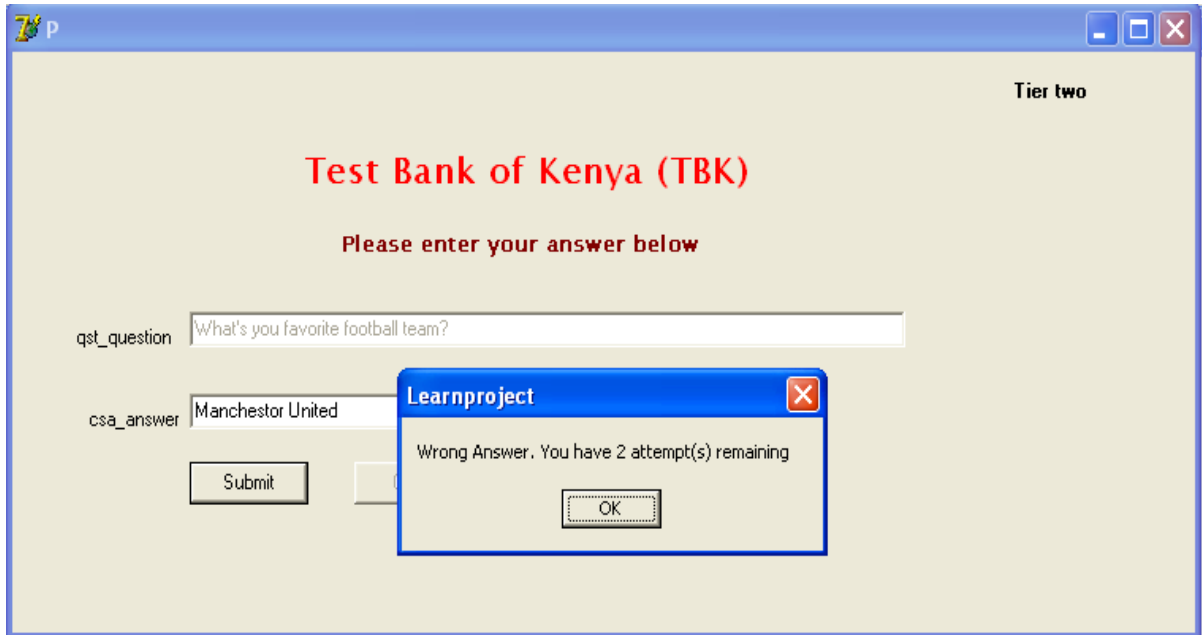 P
Tier two
Test Bank of Kenya (TBK)
Please enter your answer below
qst_question
What's you favorite football team?
csa_answer
Manchestor United
Submit
Learnproject
Wrong Answer. You have 2 attempt(s) remaining
OK